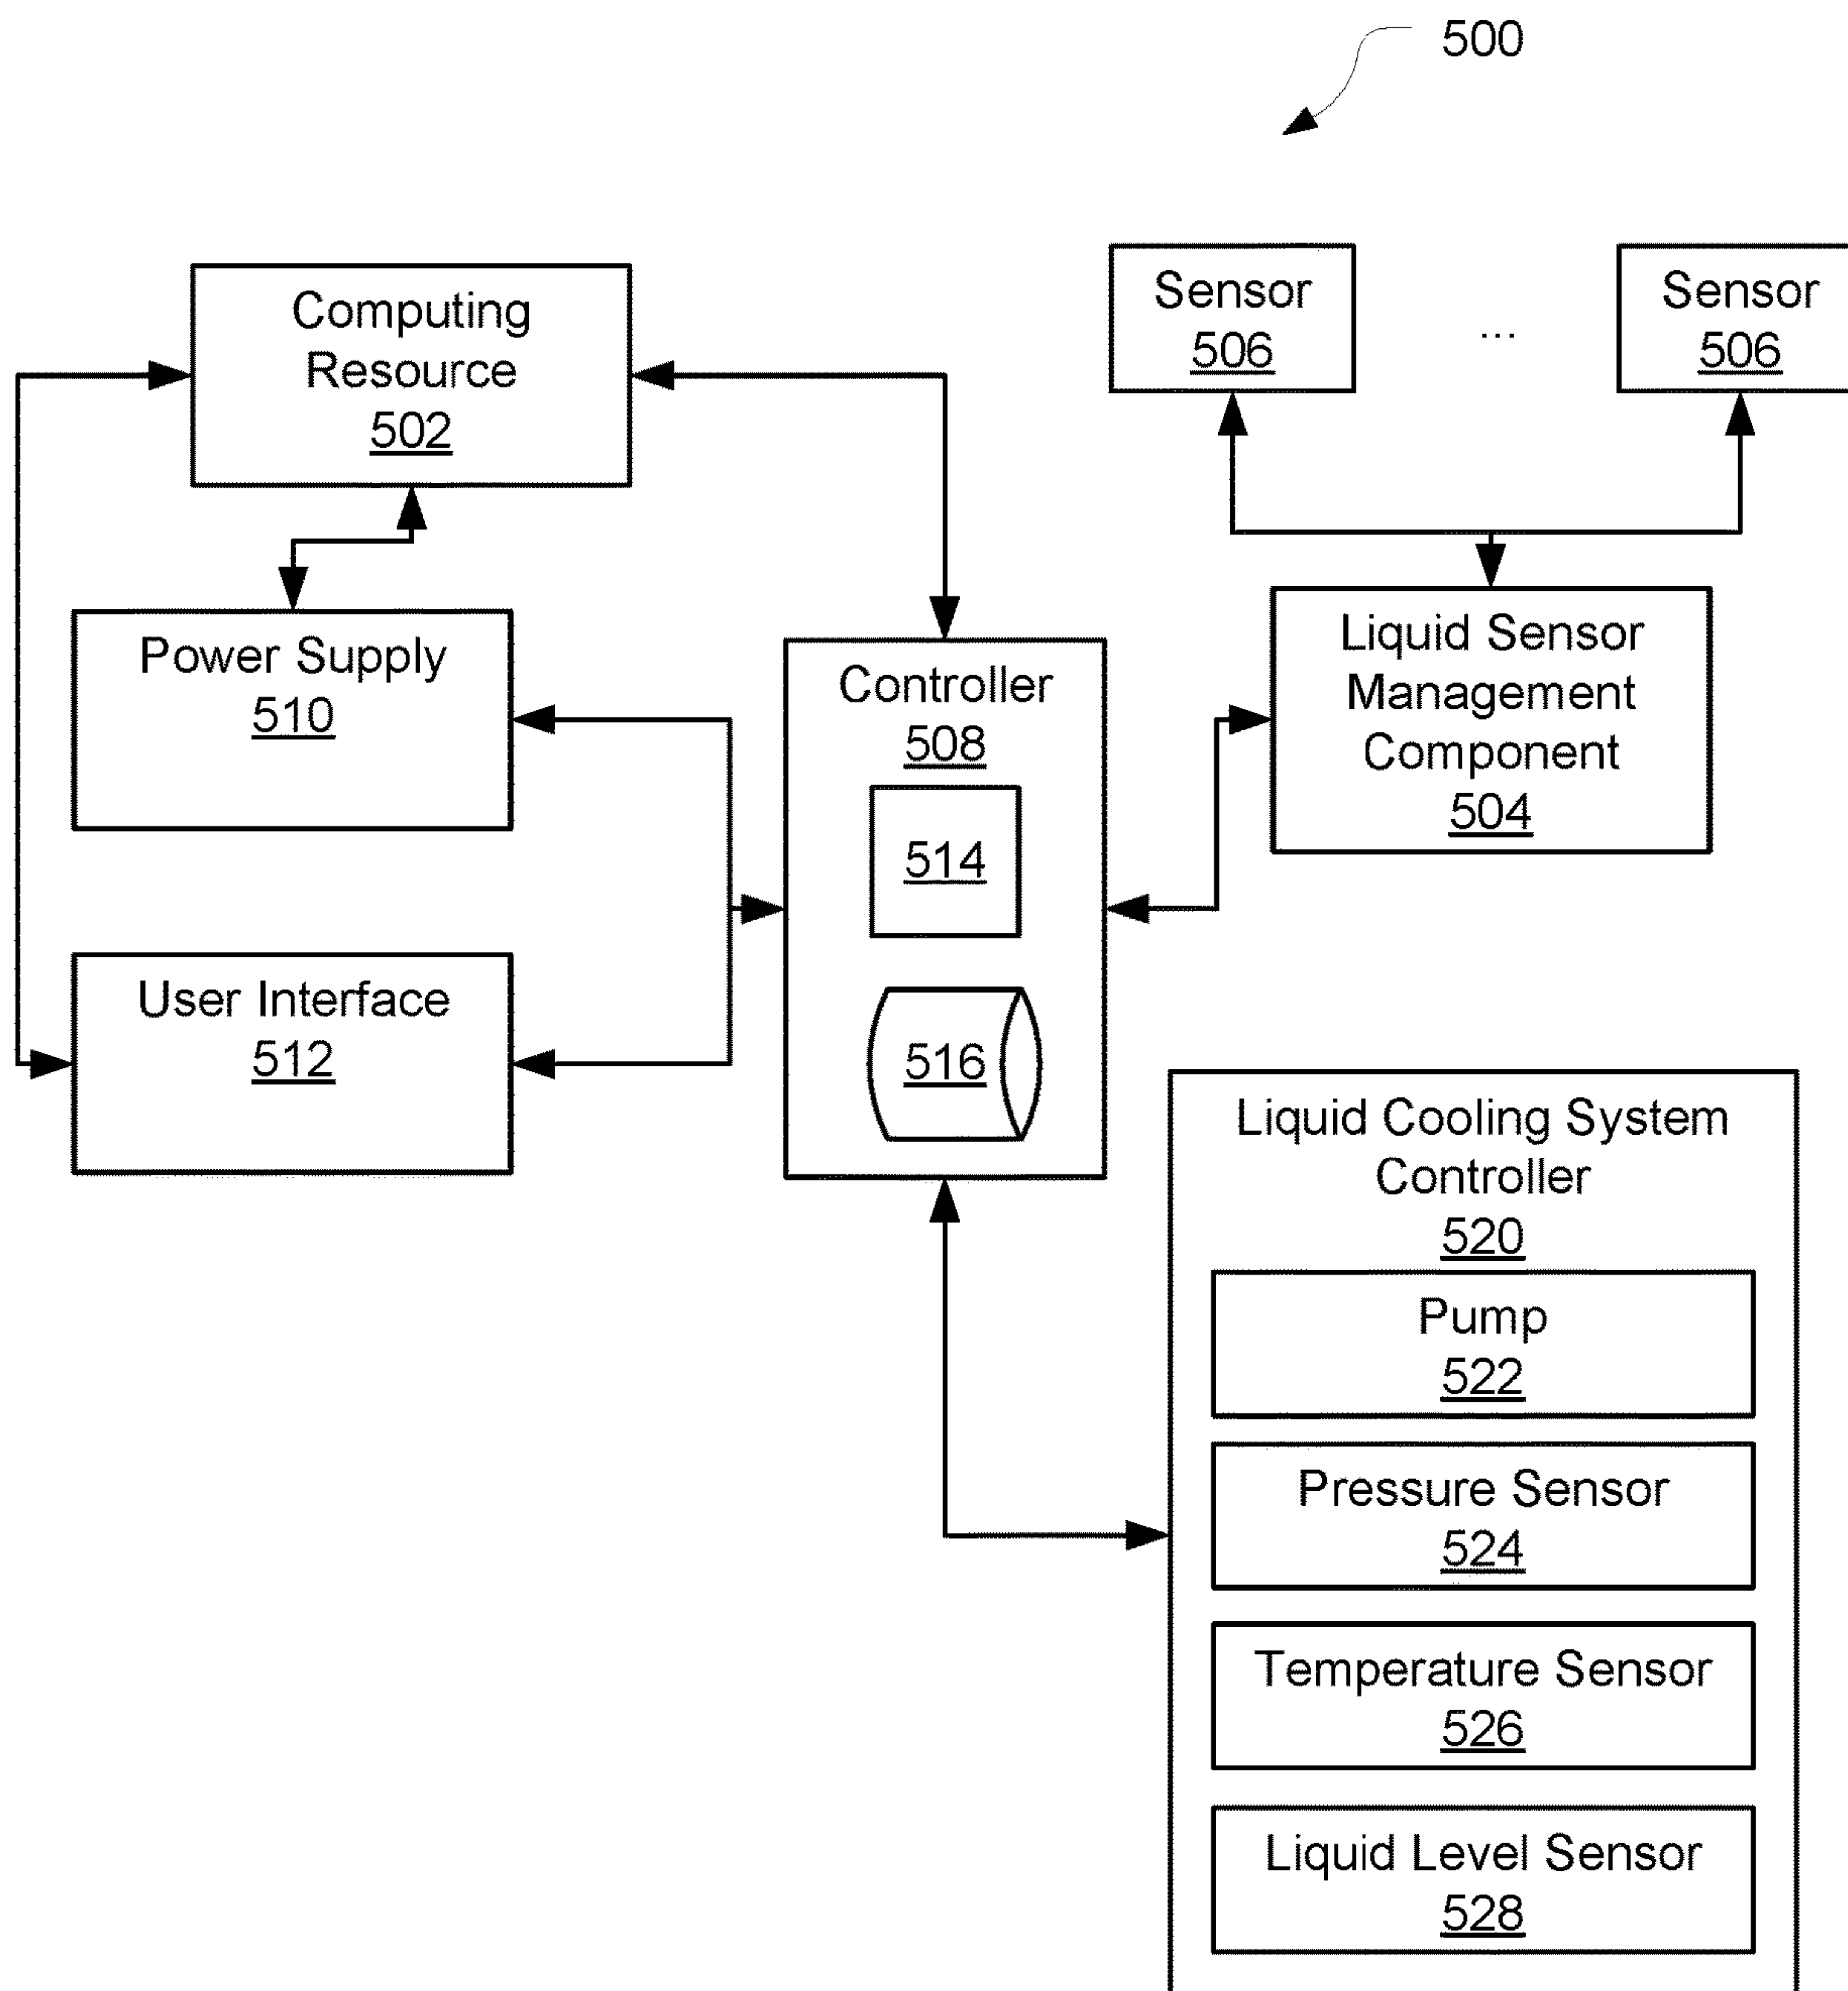 500
Computing
Resource
502
Sensor
506
...
Sensor
506
Power Supply
510
Controller
508
514
516
Liquid Sensor
Management
Component
504
User Interface
512
Liquid Cooling System
Controller
520
Pump
522
Pressure Sensor
524
Temperature Sensor
526
Liquid Level Sensor
528